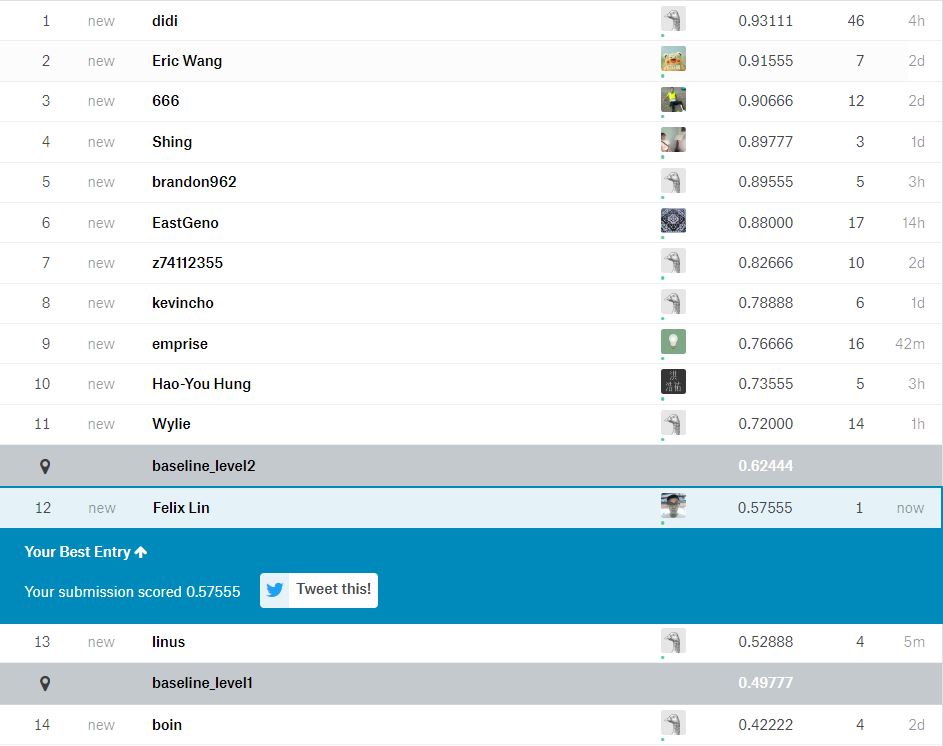 1 new didi 0.93111 46 4h
2 new Eric Wang 0.91555 7 2d
3 new 666 0.90666 12 2d
4 new Shing 0.89777 3 1d
5 new brandon962 0.89555 5 3h
6 new EastGeno 0.88000 17 14h
7 new z74112355 0.82666 10 2d
8 new kevincho 0.78888 6 1d
9 new emprise 0.76666 16 42m
10 new Hao-You Hung 洪浩祐 0.73555 5 3h
11 new Wylie 0.72000 14 1h
baseline_level2 0.62444
12 new Felix Lin 0.57555 1 now
Your Best Entry
Your submission scored 0.57555 Tweet this!
13 new linus 0.52888 4 5m
baseline_level1 0.49777
14 new boin 0.42222 4 2d